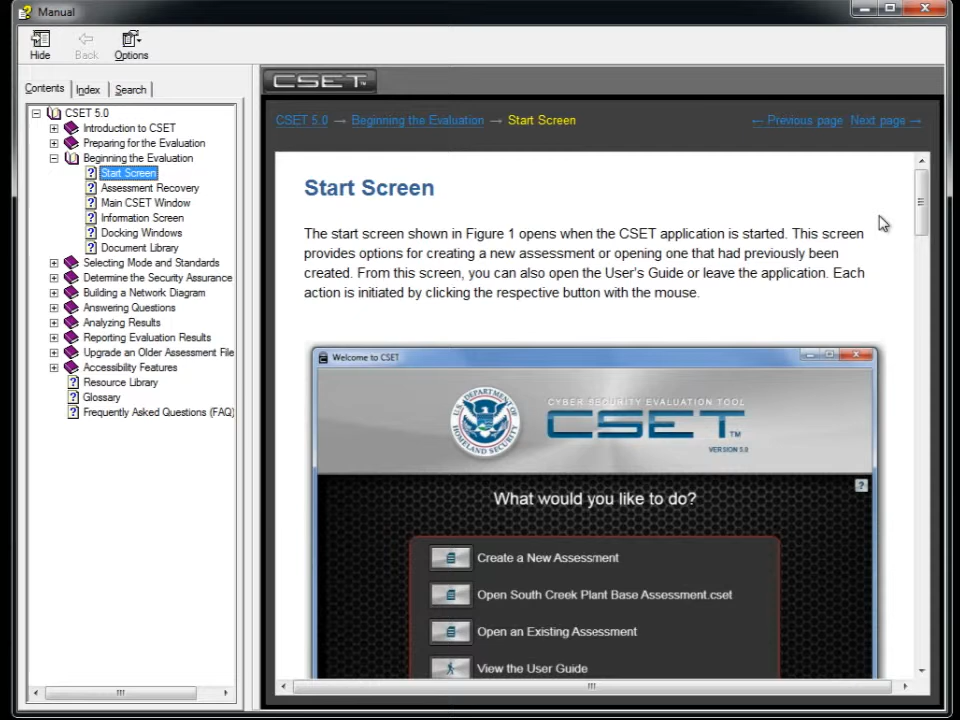 Manual
Hide
Back
Options
Contents
Index
Search
CSET 5.0
Introduction to CSET
Preparing for the Evaluation
Beginning the Evaluation
Start Screen
Assessment Recovery
Main CSET Window
Information Screen
Docking Windows
Document Library
Selecting Mode and Standards
Determine the Security Assurance
Building a Network Diagram
Answering Questions
Analyzing Results
Reporting Evaluation Results
Upgrade an Older Assessment File
Accessibility Features
Resource Library
Glossary
Frequently Asked Questions (FAQ)
CSET™
CSET 5.0 → Beginning the Evaluation → Start Screen
← Previous page Next page →
Start Screen
The start screen shown in Figure 1 opens when the CSET application is started. This screen
provides options for creating a new assessment or opening one that had previously been
created. From this screen, you can also open the User's Guide or leave the application. Each
action is initiated by clicking the respective button with the mouse.
Welcome to CSET
U.S. DEPARTMENT OF
HOMELAND SECURITY
CYBER SECURITY EVALUATION TOOL
CSET™
VERSION 5.0
What would you like to do?
Create a New Assessment
Open South Creek Plant Base Assessment.cset
Open an Existing Assessment
View the User Guide